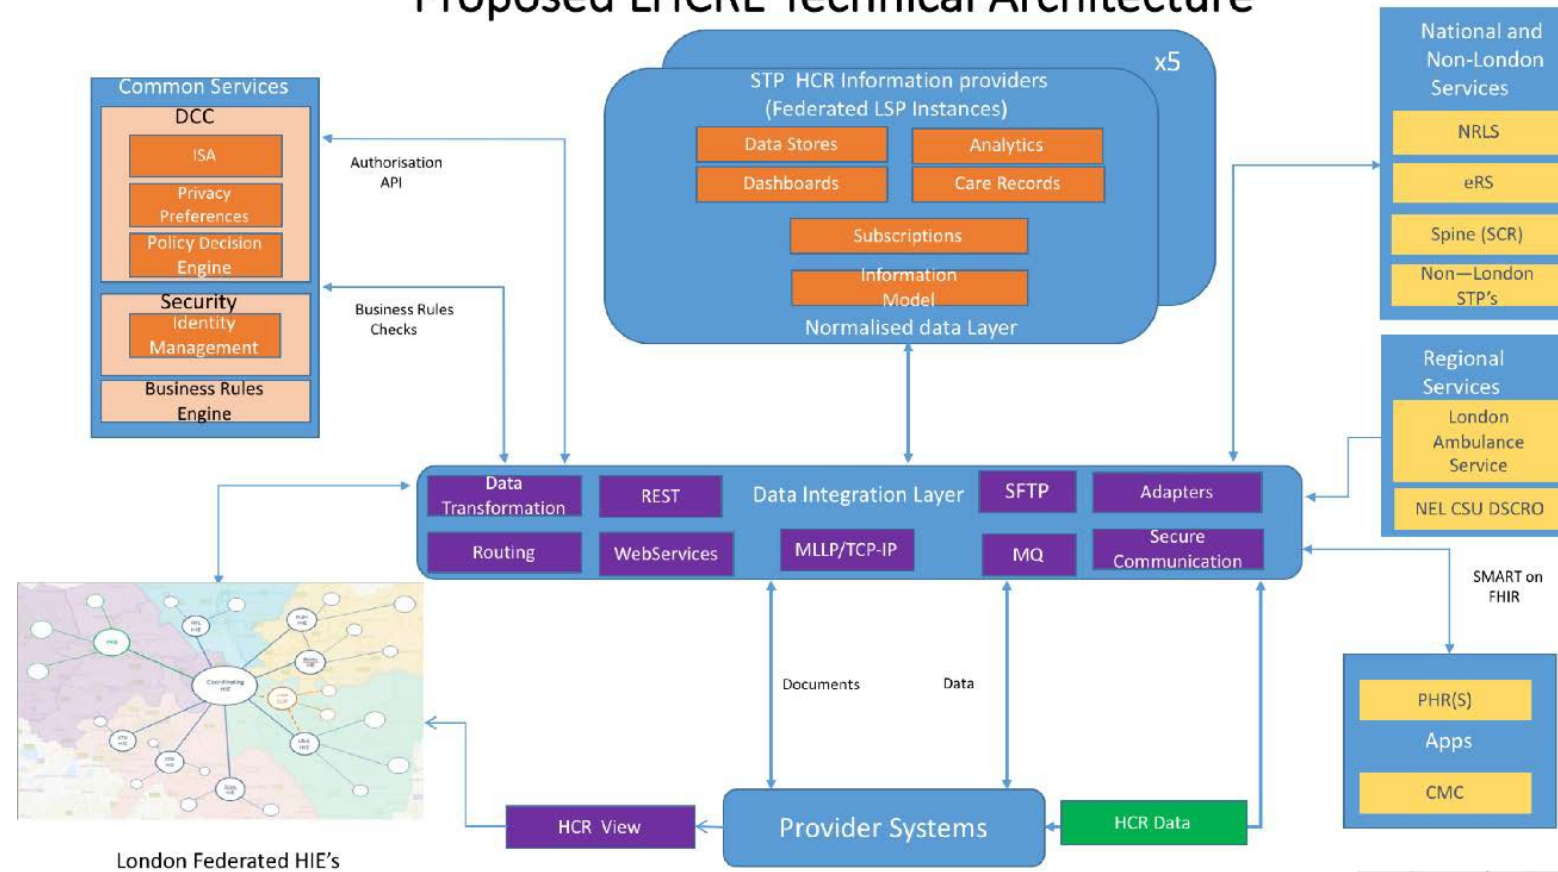 Proposed LHCRE Technical Architecture
Common Services
DCC
ISA
Privacy
Preferences
Policy Decision
Engine
Security
Identity
Management
Business Rules
Engine
Authorisation
API
Business Rules
Checks
x5
STP HCR Information providers
(Federated LSP Instances)
Data Stores
Analytics
Dashboards
Care Records
Subscriptions
Information
Model
Normalised data Layer
National and
Non-London
Services
NRLS
eRS
Spine (SCR)
Non—London
STP's
Regional
Services
London
Ambulance
Service
NEL CSU DSCRO
Data
Transformation
REST
Data Integration Layer
SFTP
Adapters
Routing
WebServices
MLLP/TCP-IP
MQ
Secure
Communication
SMART on
FHIR
PHR(S)
Apps
CMC
Coordinating
HIE
Documents
Data
HCR View
Provider Systems
HCR Data
London Federated HIE's